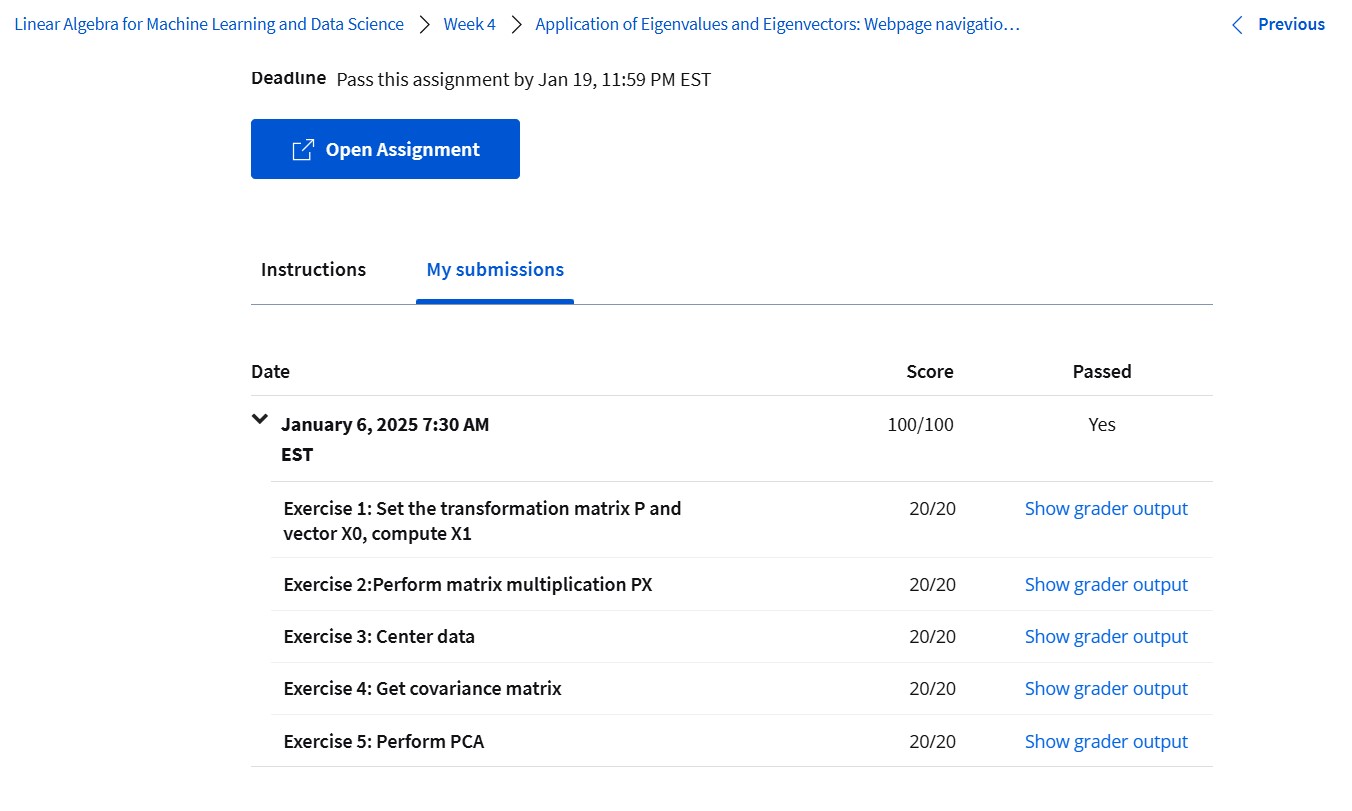 Linear Algebra for Machine Learning and Data Science > Week 4 > Application of Eigenvalues and Eigenvectors: Webpage navigatio… < Previous
Deadline Pass this assignment by Jan 19, 11:59 PM EST
Open Assignment
Instructions My submissions
Date Score Passed
January 6, 2025 7:30 AM 100/100 Yes
EST
Exercise 1: Set the transformation matrix P and 20/20 Show grader output
vector X0, compute X1
Exercise 2:Perform matrix multiplication PX 20/20 Show grader output
Exercise 3: Center data 20/20 Show grader output
Exercise 4: Get covariance matrix 20/20 Show grader output
Exercise 5: Perform PCA 20/20 Show grader output